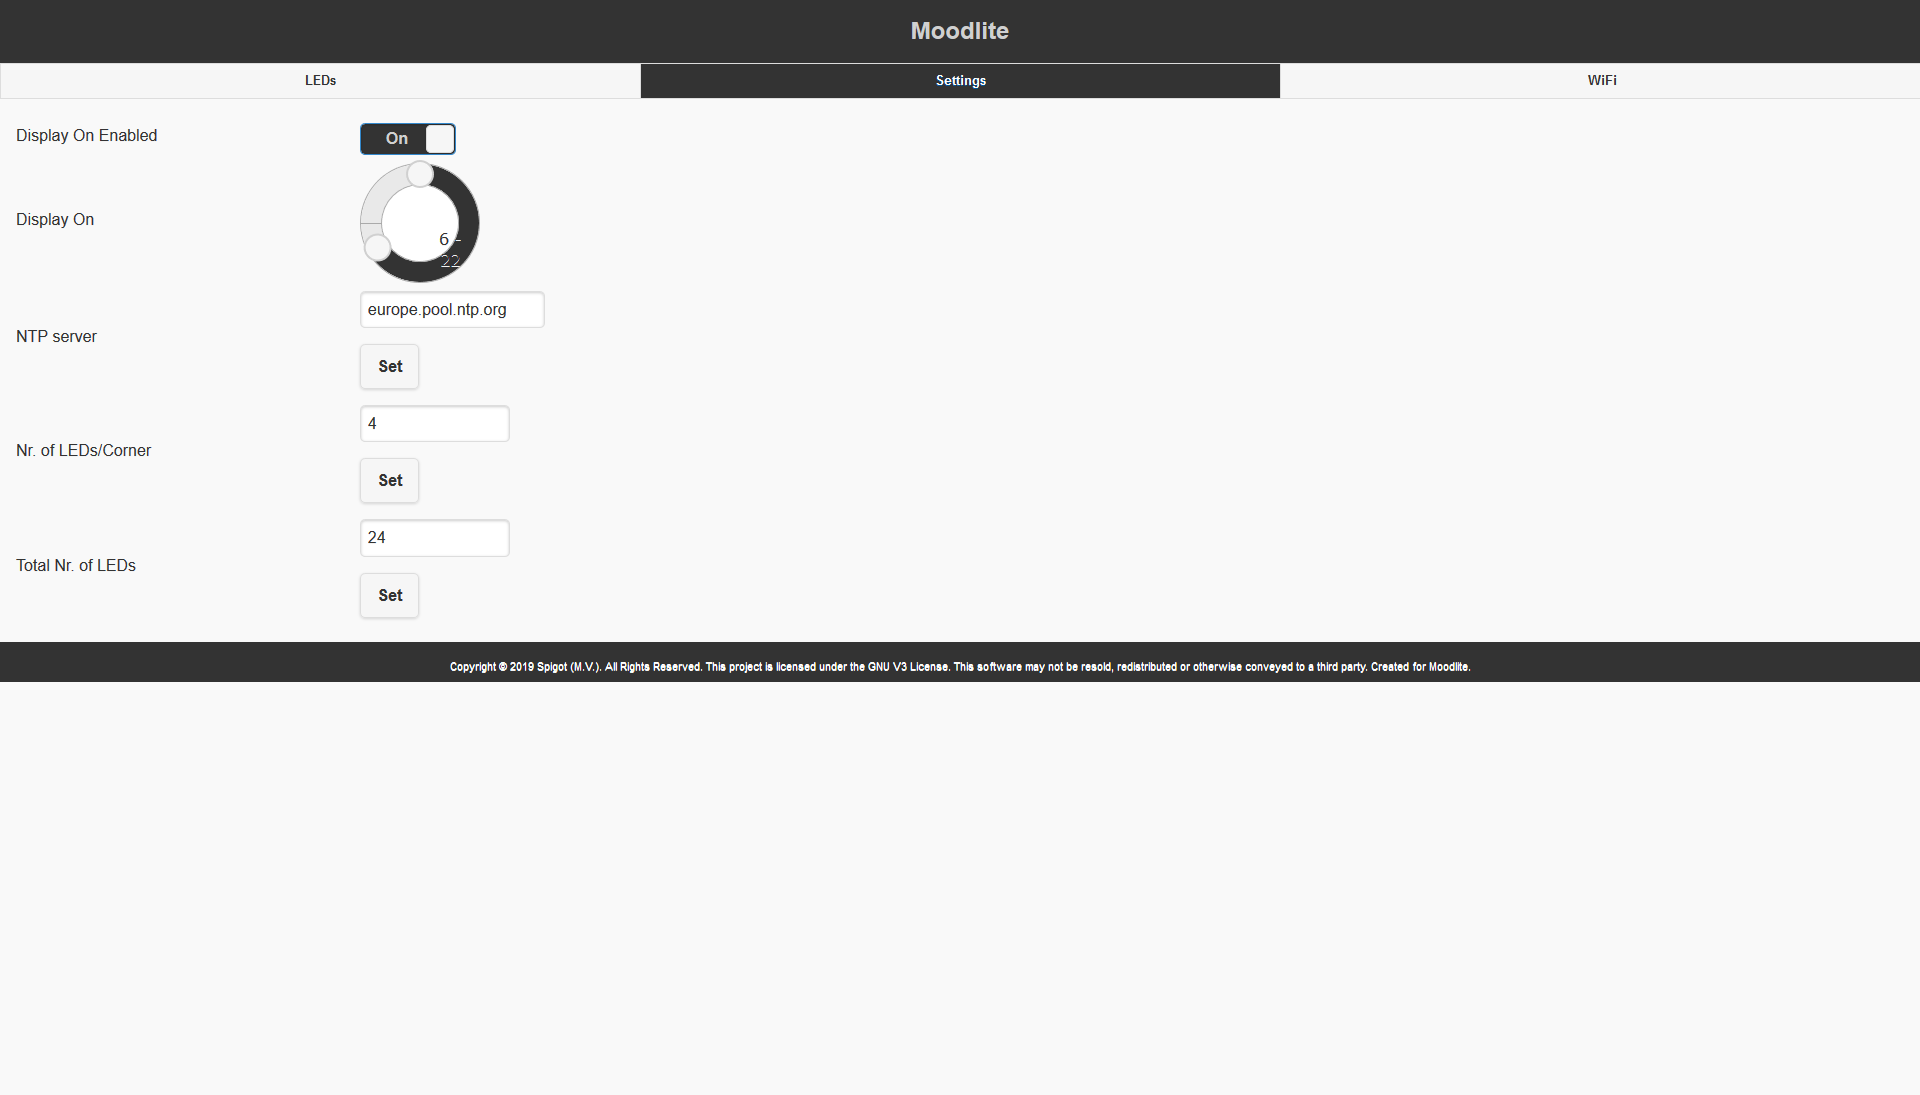 Moodlite
LEDs
Settings
WiFi
Display On Enabled
On
Display On
6 -
22
NTP server
europe.pool.ntp.org
Set
Nr. of LEDs/Corner
4
Set
Total Nr. of LEDs
24
Set
Copyright © 2019 Spigot (M.V.). All Rights Reserved. This project is licensed under the GNU V3 License. This software may not be resold, redistributed or otherwise conveyed to a third party. Created for Moodlite.